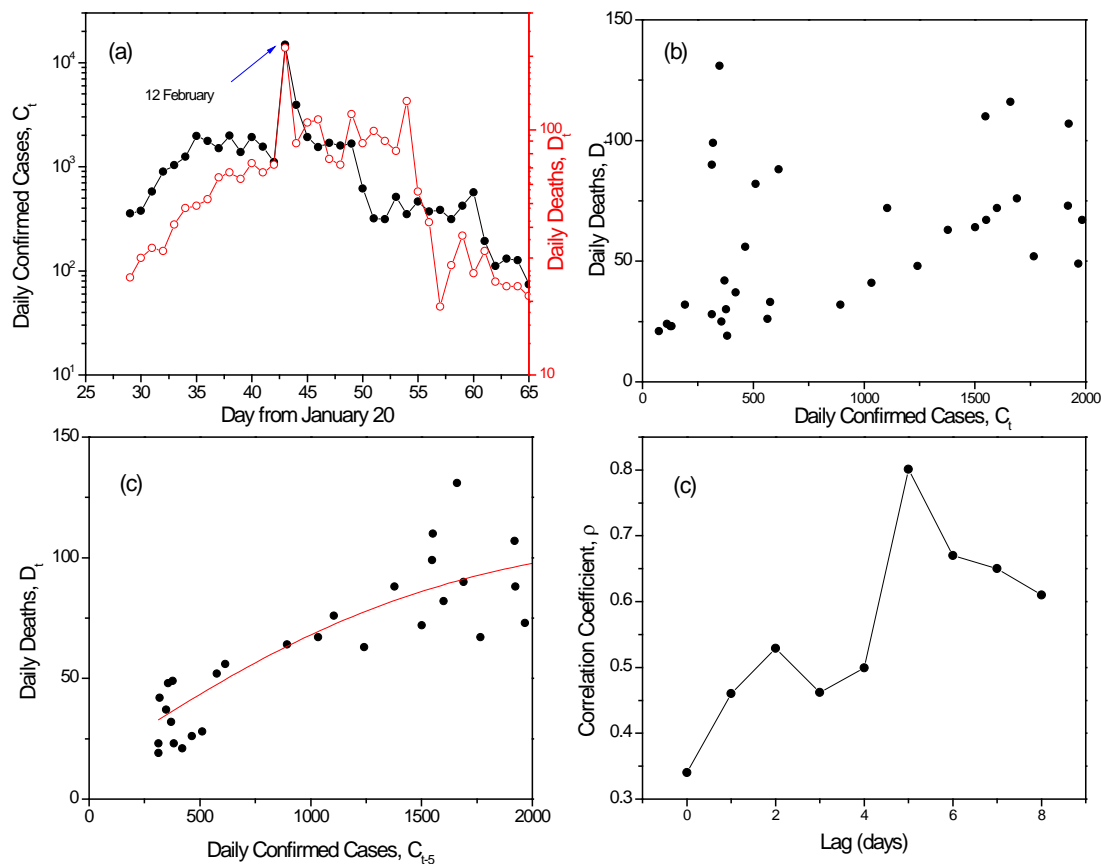 (a)
12 February
10^4
10^3
10^2
10^1
Daily Confirmed Cases, C_t
100
10
Daily Deaths, D_t
25 30 35 40 45 50 55 60 65
Day from January 20
(b)
150
100
50
0
Daily Deaths, D_t
0 500 1000 1500 2000
Daily Confirmed Cases, C_t
(c)
150
100
50
0
Daily Deaths, D_t
0 500 1000 1500 2000
Daily Confirmed Cases, C_{t-5}
(c)
0.8
0.7
0.6
0.5
0.4
0.3
Correlation Coefficient, ρ
0 2 4 6 8
Lag (days)